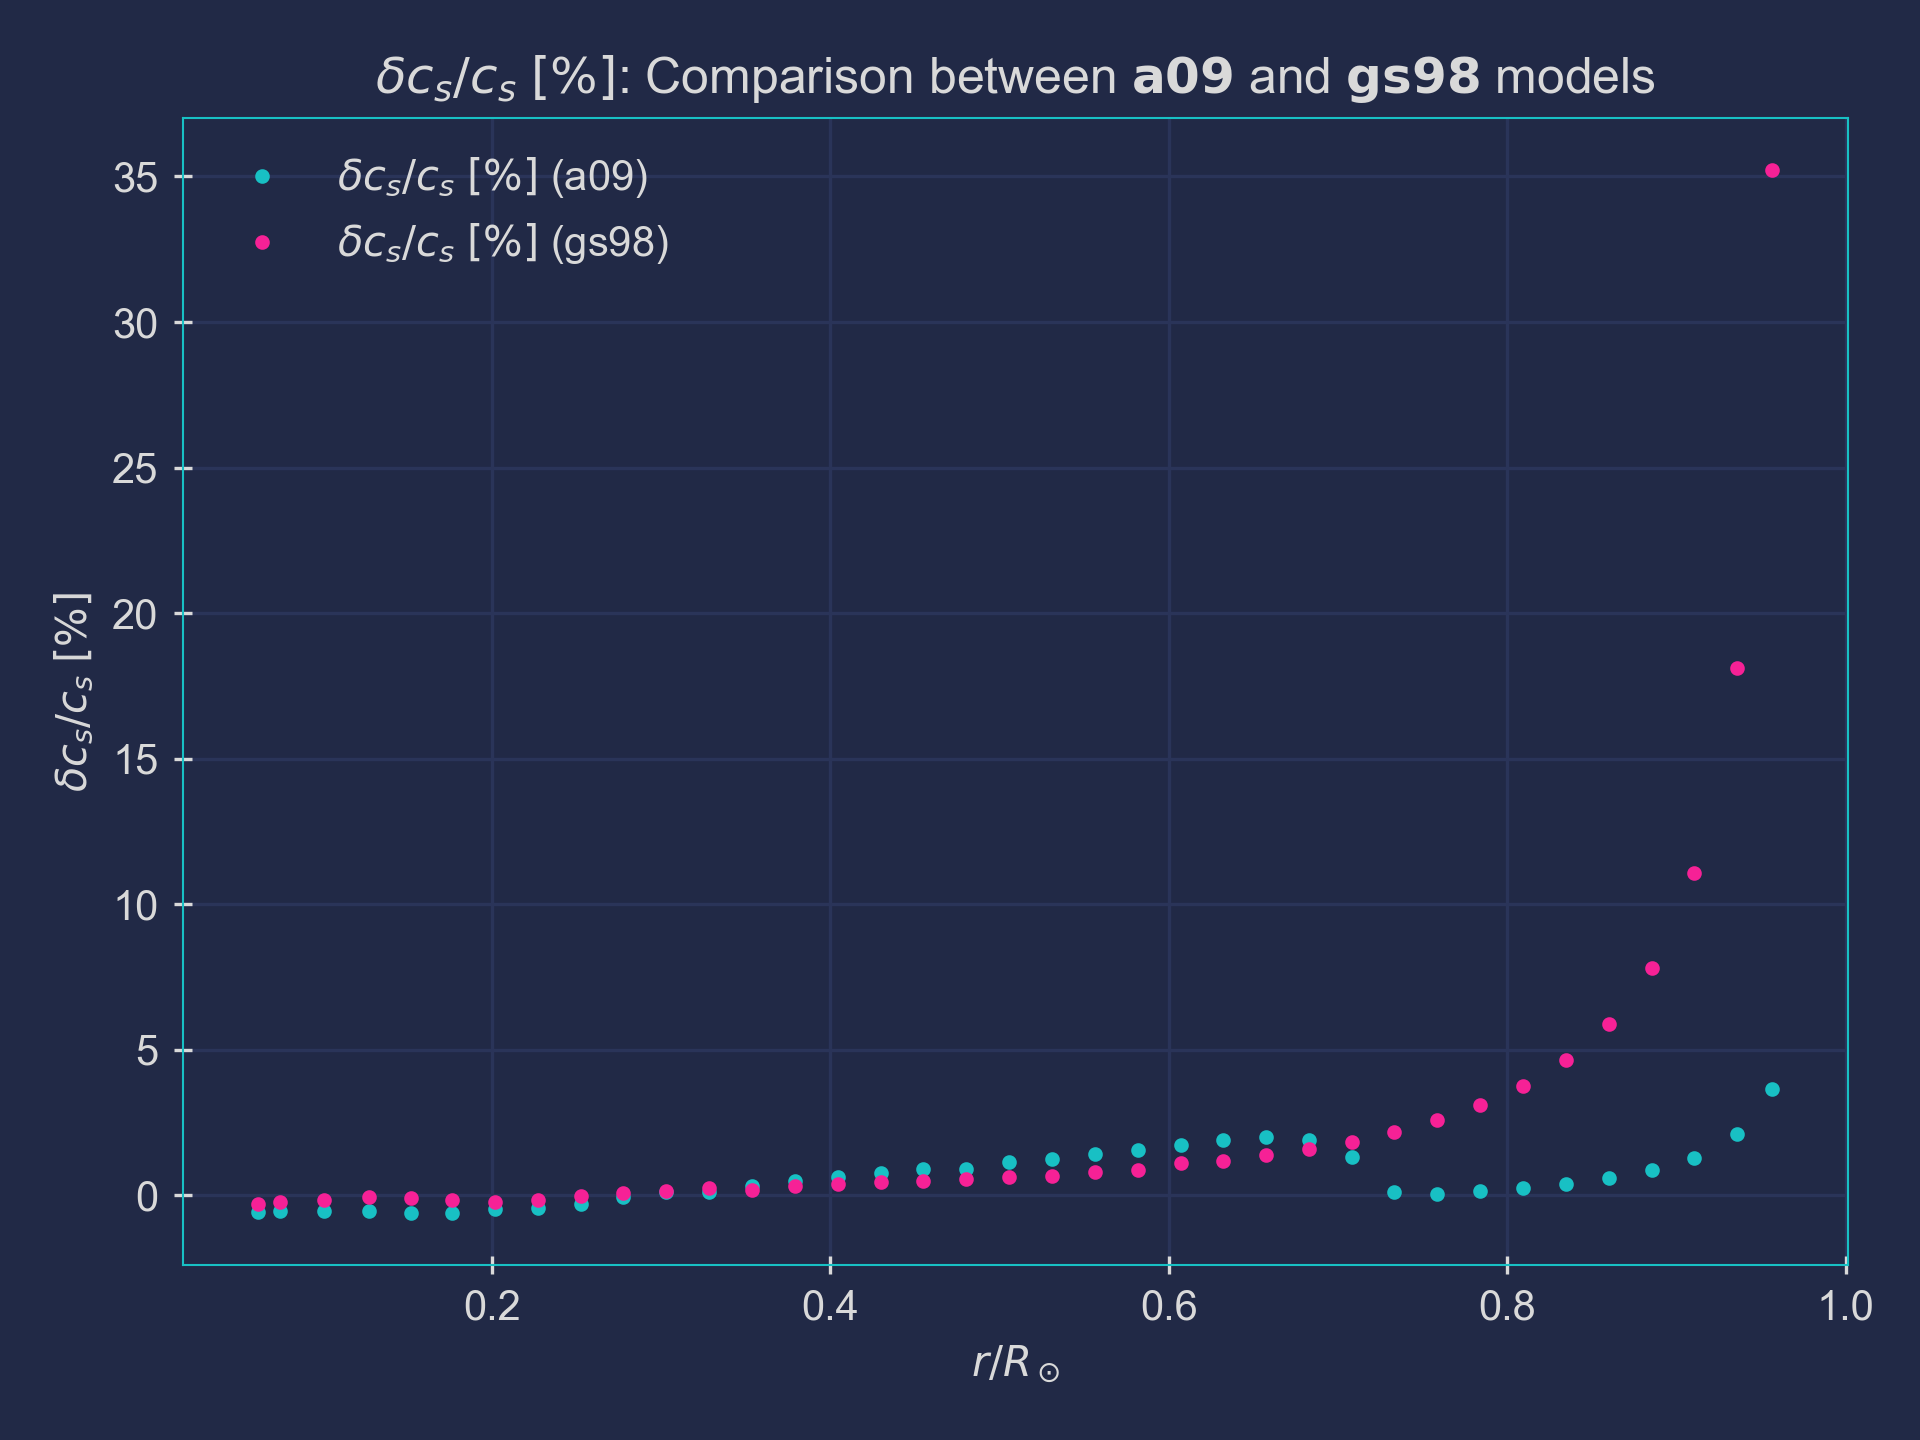 δc_s/c_s [%]: Comparison between a09 and gs98 models
δc_s/c_s [%] (a09)
δc_s/c_s [%] (gs98)
35
30
25
20
15
10
5
0
δc_s/c_s [%]
0.2 0.4 0.6 0.8 1.0
r/R_⊙